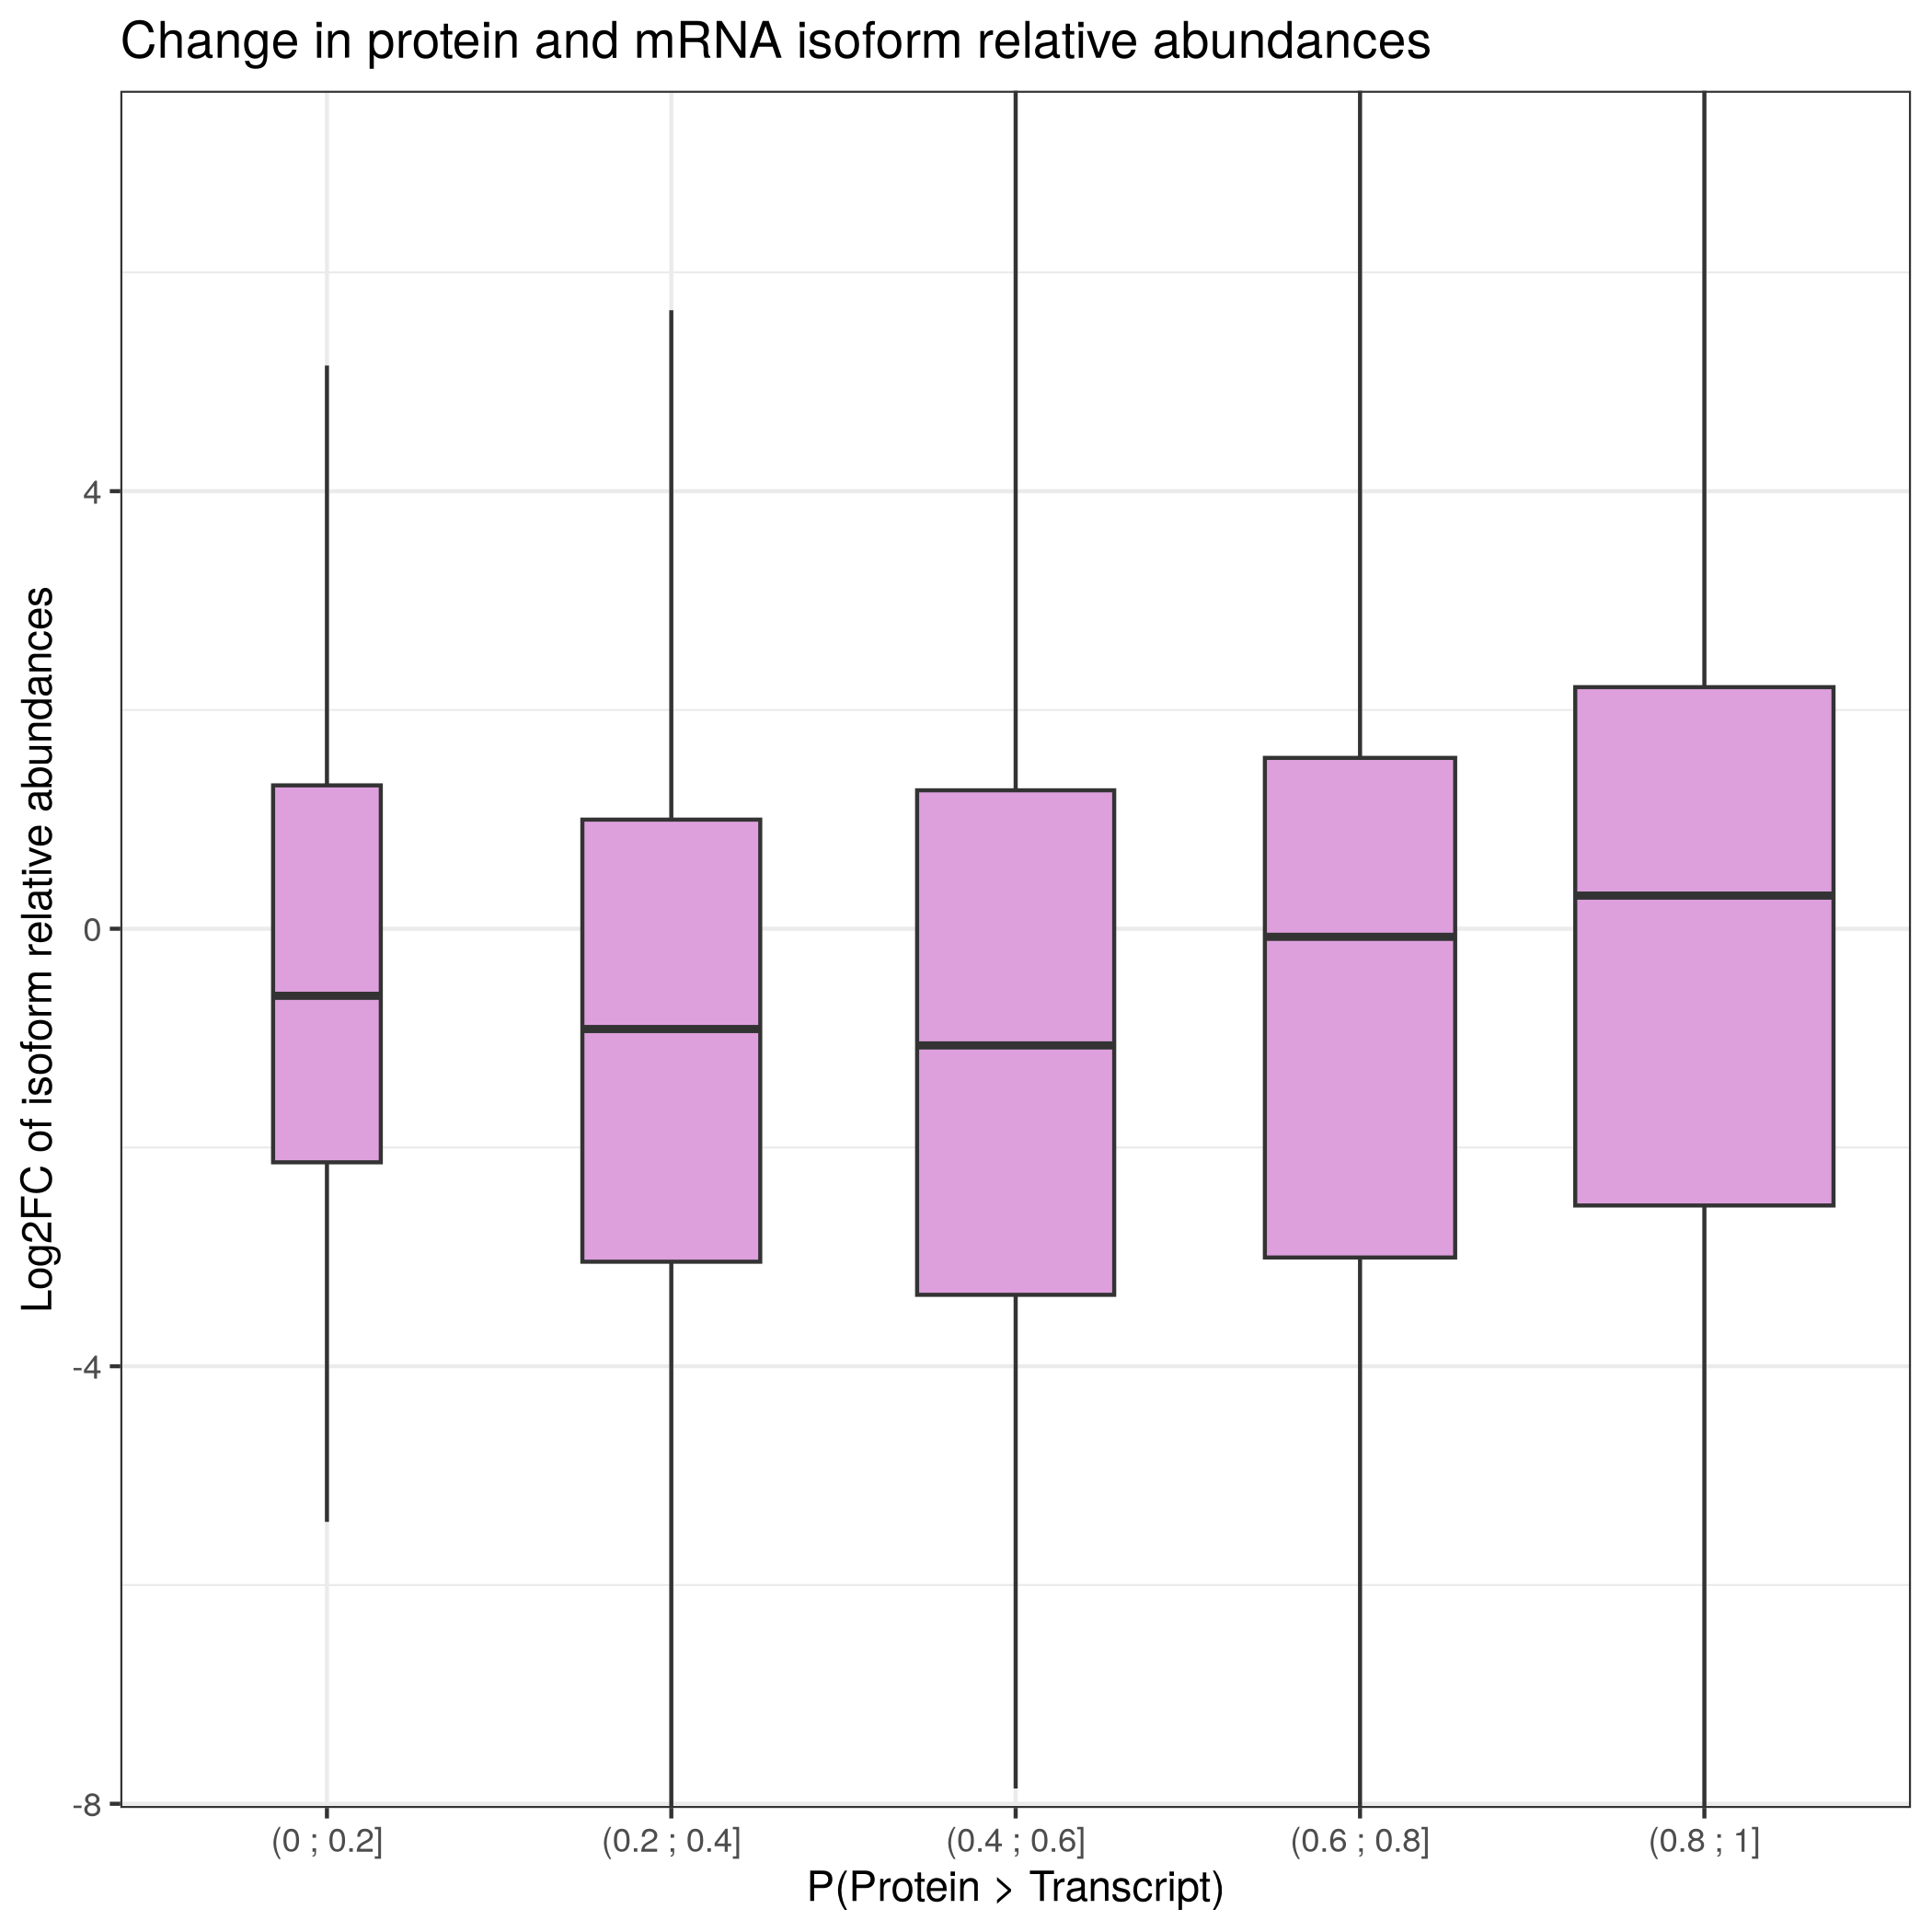 Change in protein and mRNA isoform relative abundances
Log2FC of isoform relative abundances
4
0
-4
-8
(0 ; 0.2]
(0.2 ; 0.4]
(0.4 ; 0.6]
(0.6 ; 0.8]
(0.8 ; 1]
P(Protein > Transcript)